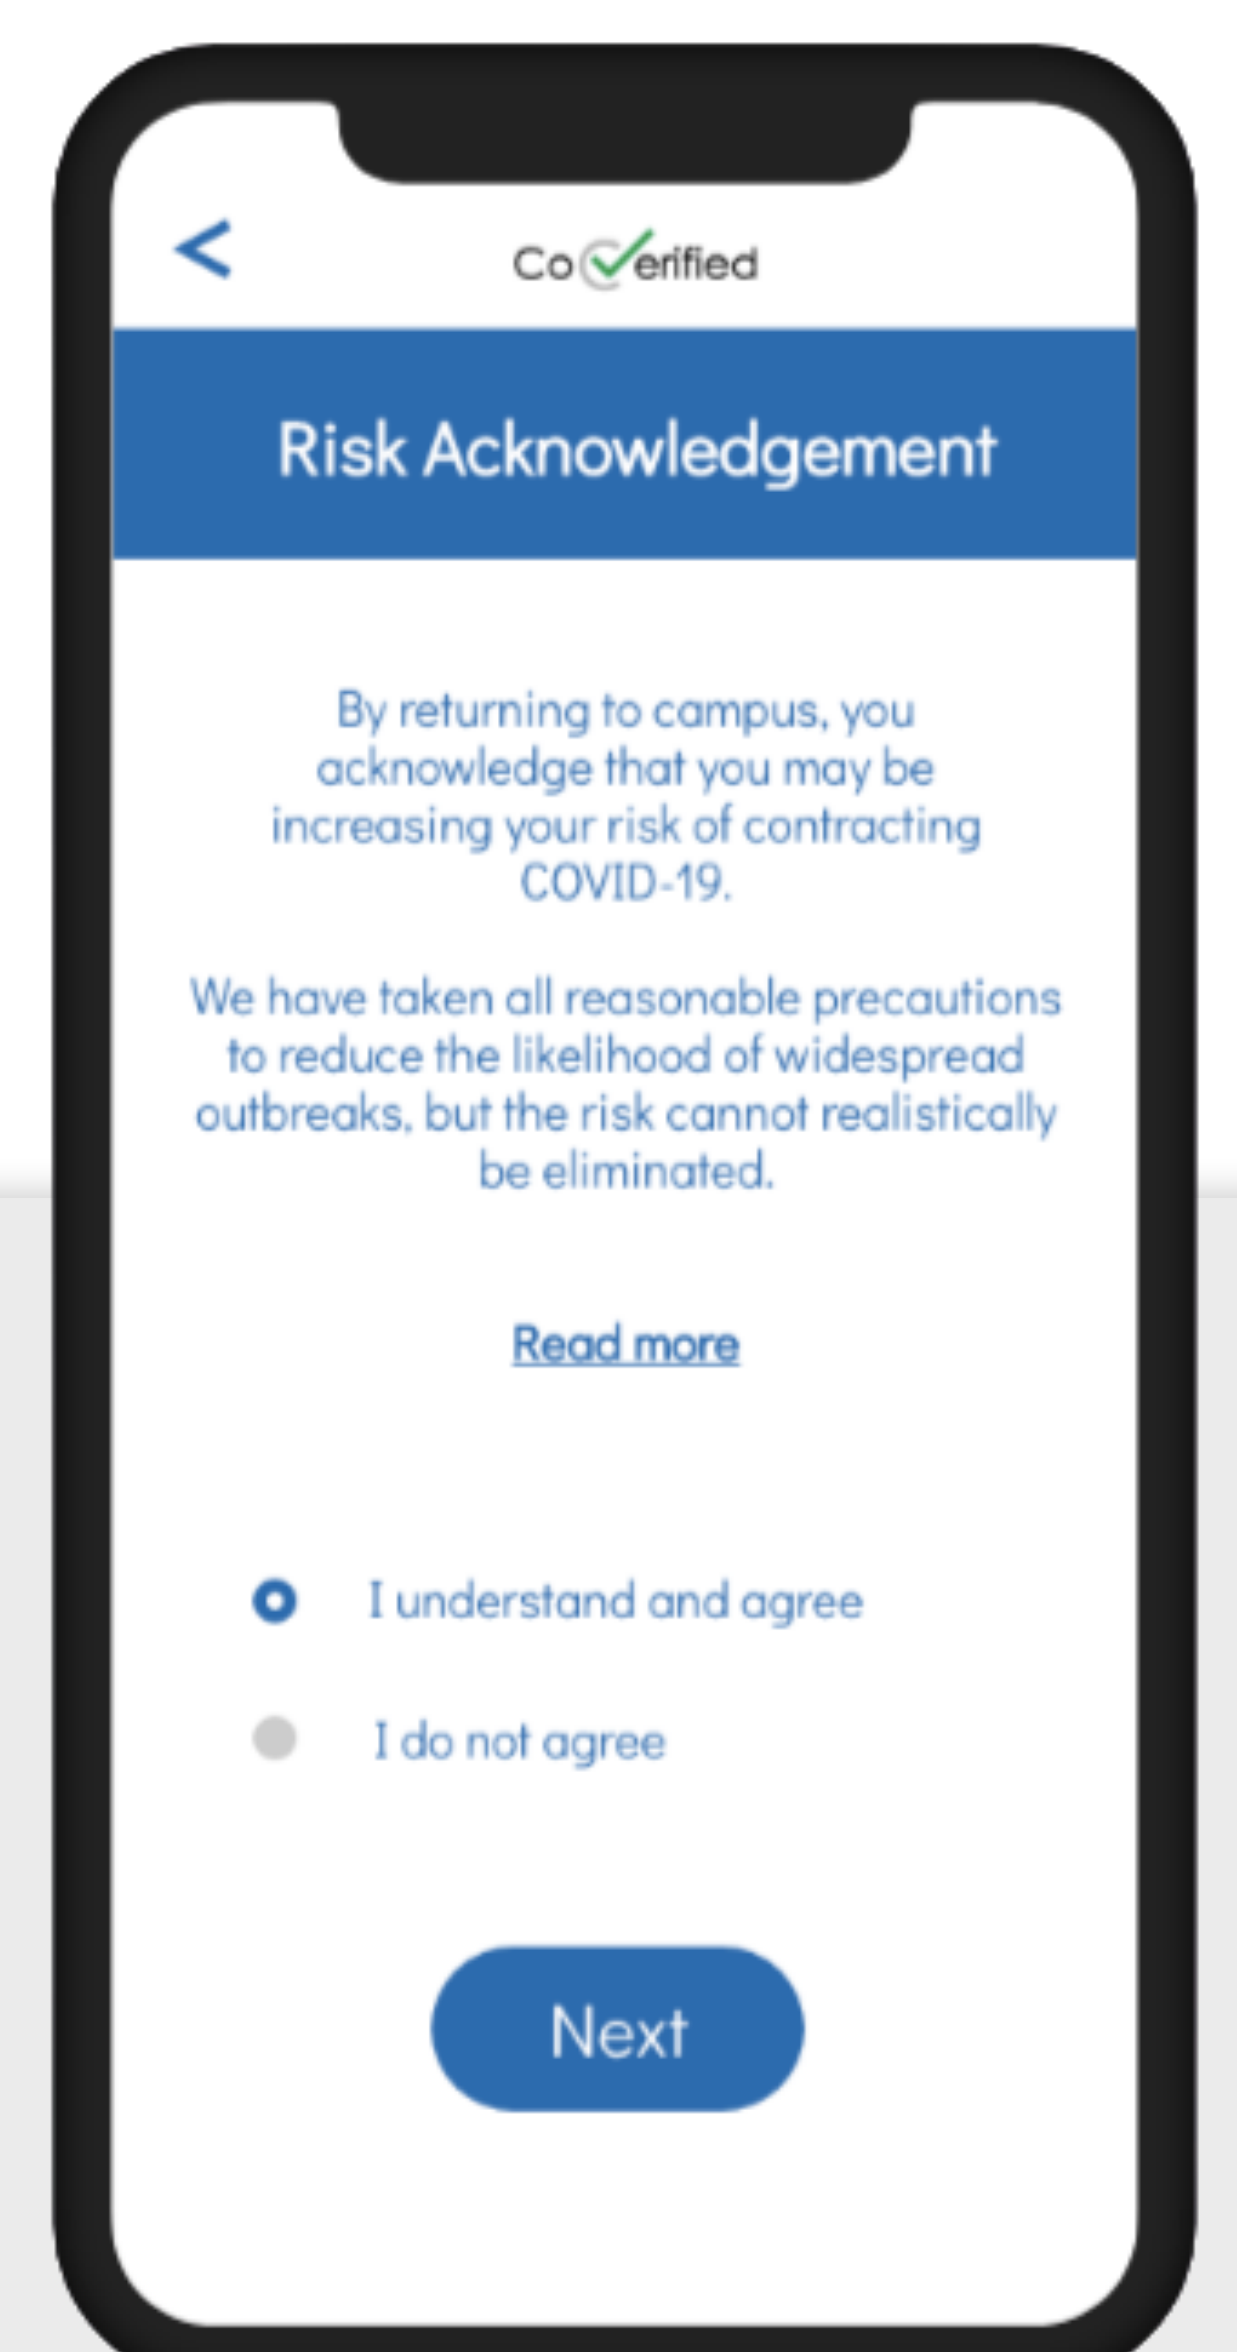 CoVerified
Risk Acknowledgement
By returning to campus, you
acknowledge that you may be
increasing your risk of contracting
COVID-19.
We have taken all reasonable precautions
to reduce the likelihood of widespread
outbreaks, but the risk cannot realistically
be eliminated.
Read more
I understand and agree
I do not agree
Next